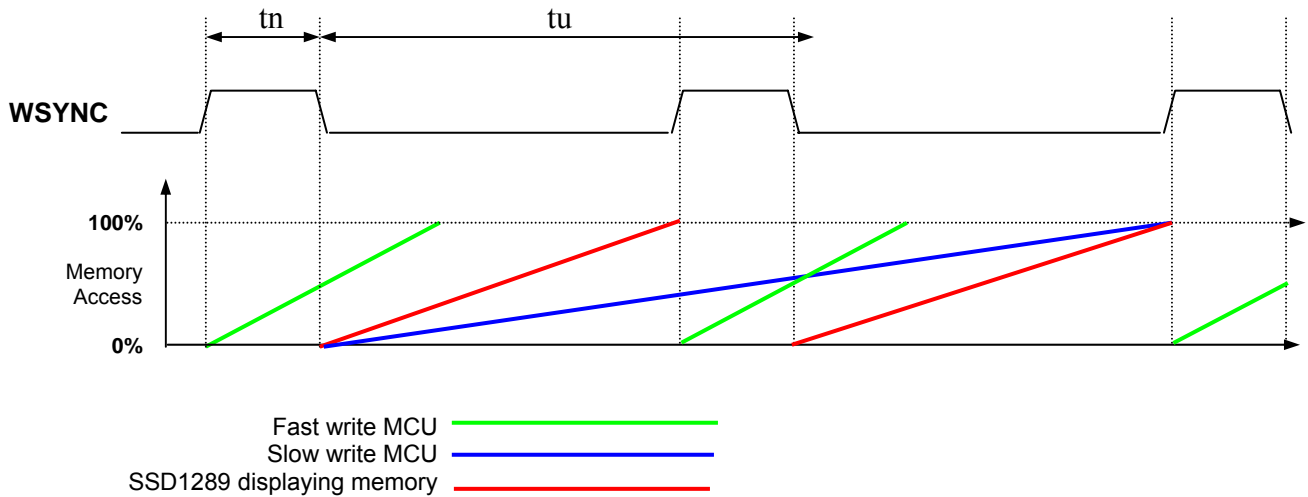 tn tu
WSYNC
100%
Memory
Access
0%
Fast write MCU
Slow write MCU
SSD1289 displaying memory